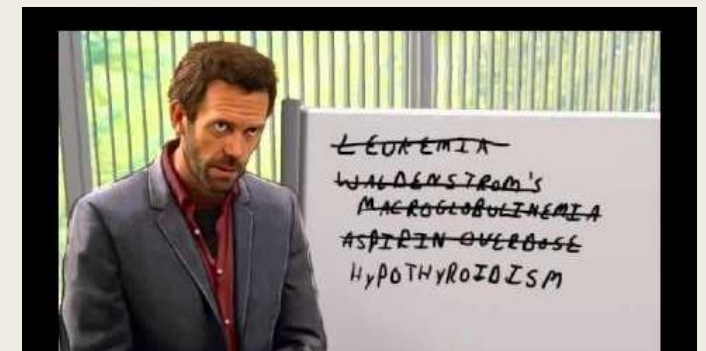 LEUKEMIA
WALDENSTROM'S
MACROGLOBULINEMIA
ASPIRIN OVERDOSE
HYPOTHYROIDISM